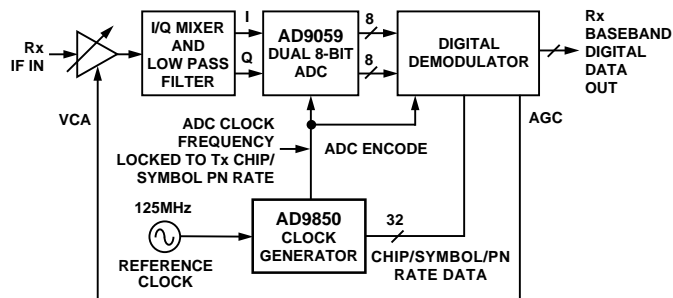 Rx
IF IN
VCA
I/Q MIXER
AND
LOW PASS
FILTER
I
Q
AD9059
DUAL 8-BIT
ADC
8
8
DIGITAL
DEMODULATOR
Rx
BASEBAND
DIGITAL
DATA
OUT
AGC
ADC CLOCK
FREQUENCY
LOCKED TO Tx CHIP/
SYMBOL PN RATE
ADC ENCODE
125MHz
REFERENCE
CLOCK
AD9850
CLOCK
GENERATOR
32
CHIP/SYMBOL/PN
RATE DATA